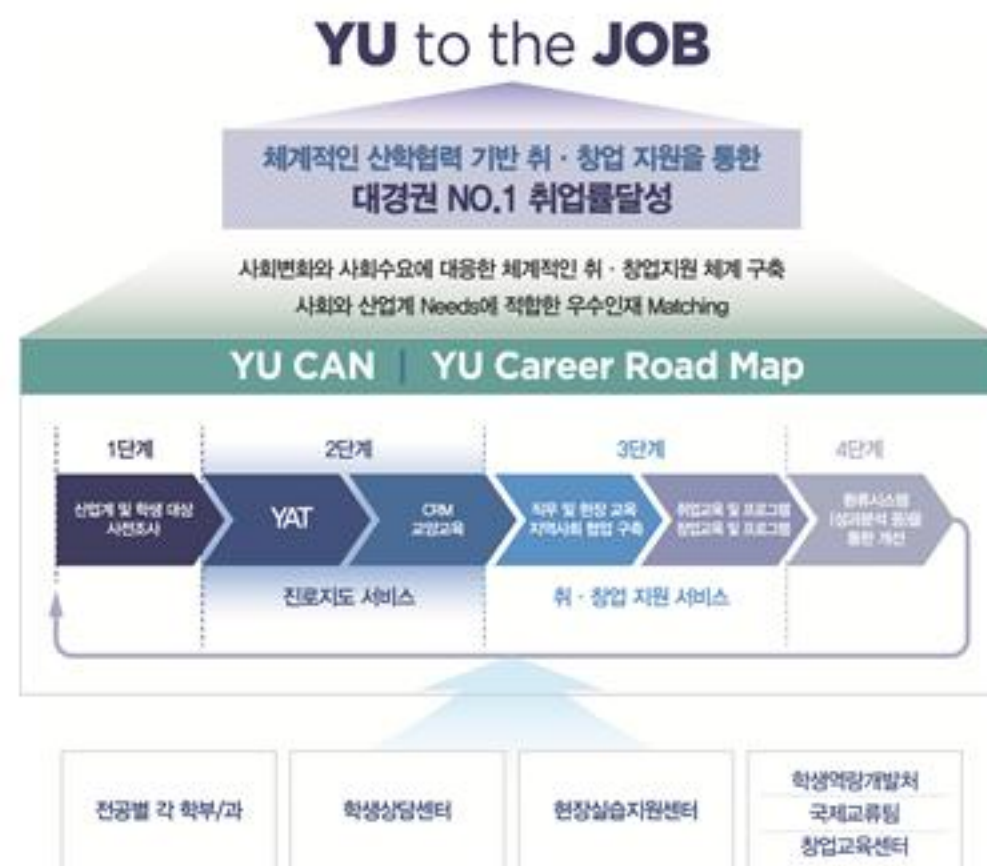 YU to the JOB
체계적인 산학협력 기반 취 · 창업 지원을 통한
대경권 NO.1 취업률달성
사회변화와 사회수요에 대응한 체계적인 취 · 창업지원 체계 구축
사회와 산업계 Needs에 적합한 우수인재 Matching
YU CAN | YU Career Road Map
1단계
2단계
3단계
4단계
산업계 및 학생 대상
사전조사
YAT
CRM
교양교육
직무 및 현장 교육
지역사회 협업 구축
취업교육 및 프로그램
창업교육 및 프로그램
환류시스템
(성과분석 등)을
통한 개선
진로지도 서비스
취 · 창업 지원 서비스
전공별 각 학부/과
학생상담센터
현장실습지원센터
학생역량개발처
국제교류팀
창업교육센터